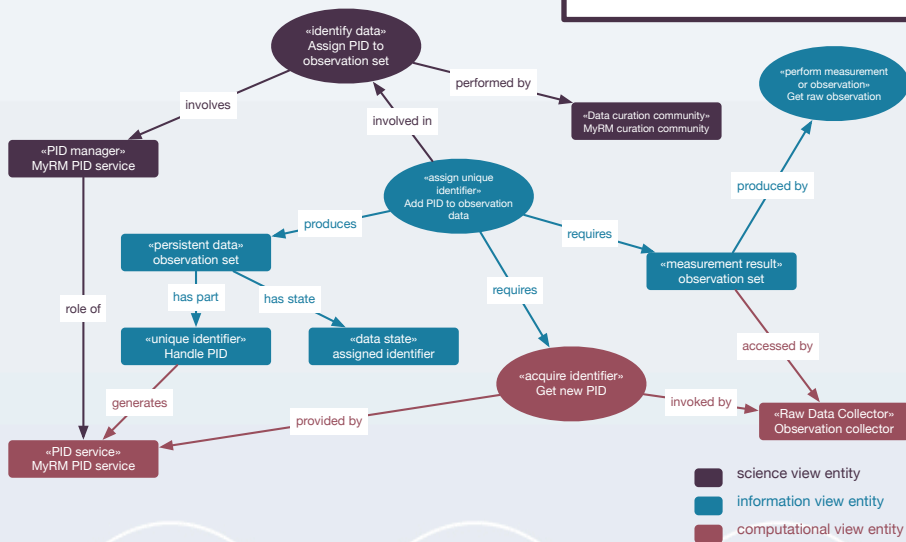 «identify data»
Assign PID to
observation set
«perform measurement
or observation»
Get raw observation
involves
performed by
«Data curation community»
MyRM curation community
involved in
«PID manager»
MyRM PID service
«assign unique
identifier»
Add PID to observation
data
produced by
produces
requires
«persistent data»
observation set
«measurement result»
observation set
has part
has state
requires
role of
«unique identifier»
Handle PID
«data state»
assigned identifier
accessed by
«acquire identifier»
Get new PID
generates
invoked by
provided by
«Raw Data Collector»
Observation collector
«PID service»
MyRM PID service
science view entity
information view entity
computational view entity